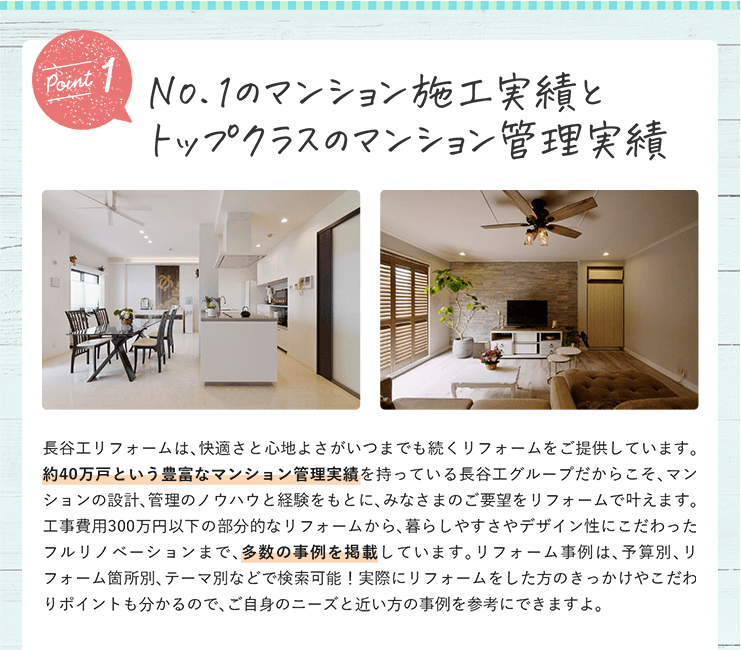 Point 1
No.1のマンション施工実績と
トップクラスのマンション管理実績
長谷工リフォームは、快適さと心地よさがいつまでも続くリフォームをご提供しています。
約40万戸という豊富なマンション管理実績を持っている長谷工グループだからこそ、マン
ションの設計、管理のノウハウと経験をもとに、みなさまのご要望をリフォームで叶えます。
工事費用300万円以下の部分的なリフォームから、暮らしやすさやデザイン性にこだわった
フルリノベーションまで、多数の事例を掲載しています。リフォーム事例は、予算別、リ
フォーム箇所別、テーマ別などで検索可能！実際にリフォームをした方のきっかけやこだわ
りポイントも分かるので、ご自身のニーズと近い方の事例を参考にできますよ。